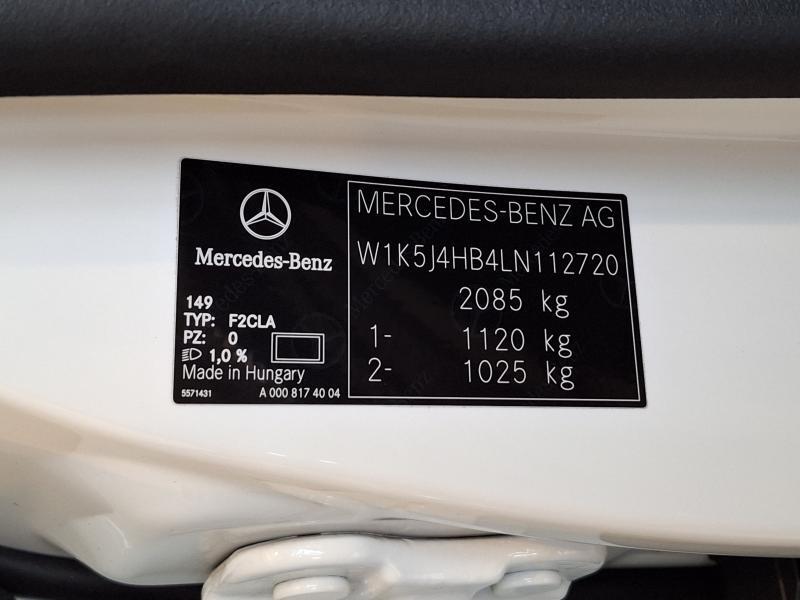 Mercedes-Benz
149
TYP: F2CLA
PZ: 0
1,0 %
Made in Hungary
5571431 A 000 817 40 04
MERCEDES-BENZ AG
W1K5J4HB4LN112720
2085 kg
1- 1120 kg
2- 1025 kg